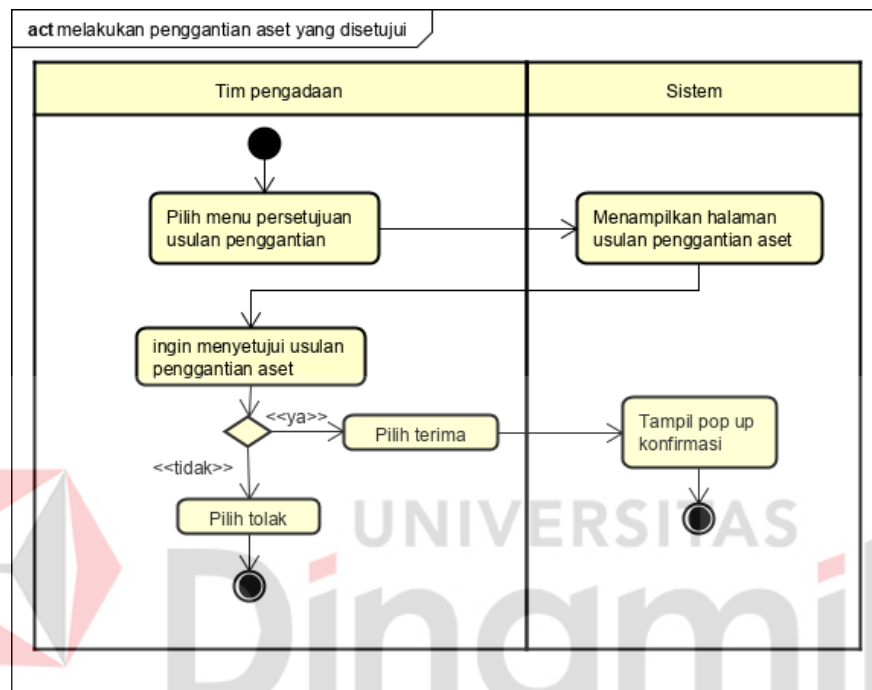 act melakukan penggantian aset yang disetujui
Tim pengadaan
Sistem
Pilih menu persetujuan
usulan penggantian
Menampilkan halaman
usulan penggantian aset
ingin menyetujui usulan
penggantian aset
<<ya>>
Pilih terima
Tampil pop up
konfirmasi
<<tidak>>
Pilih tolak
UNIVERSITAS
Dinami